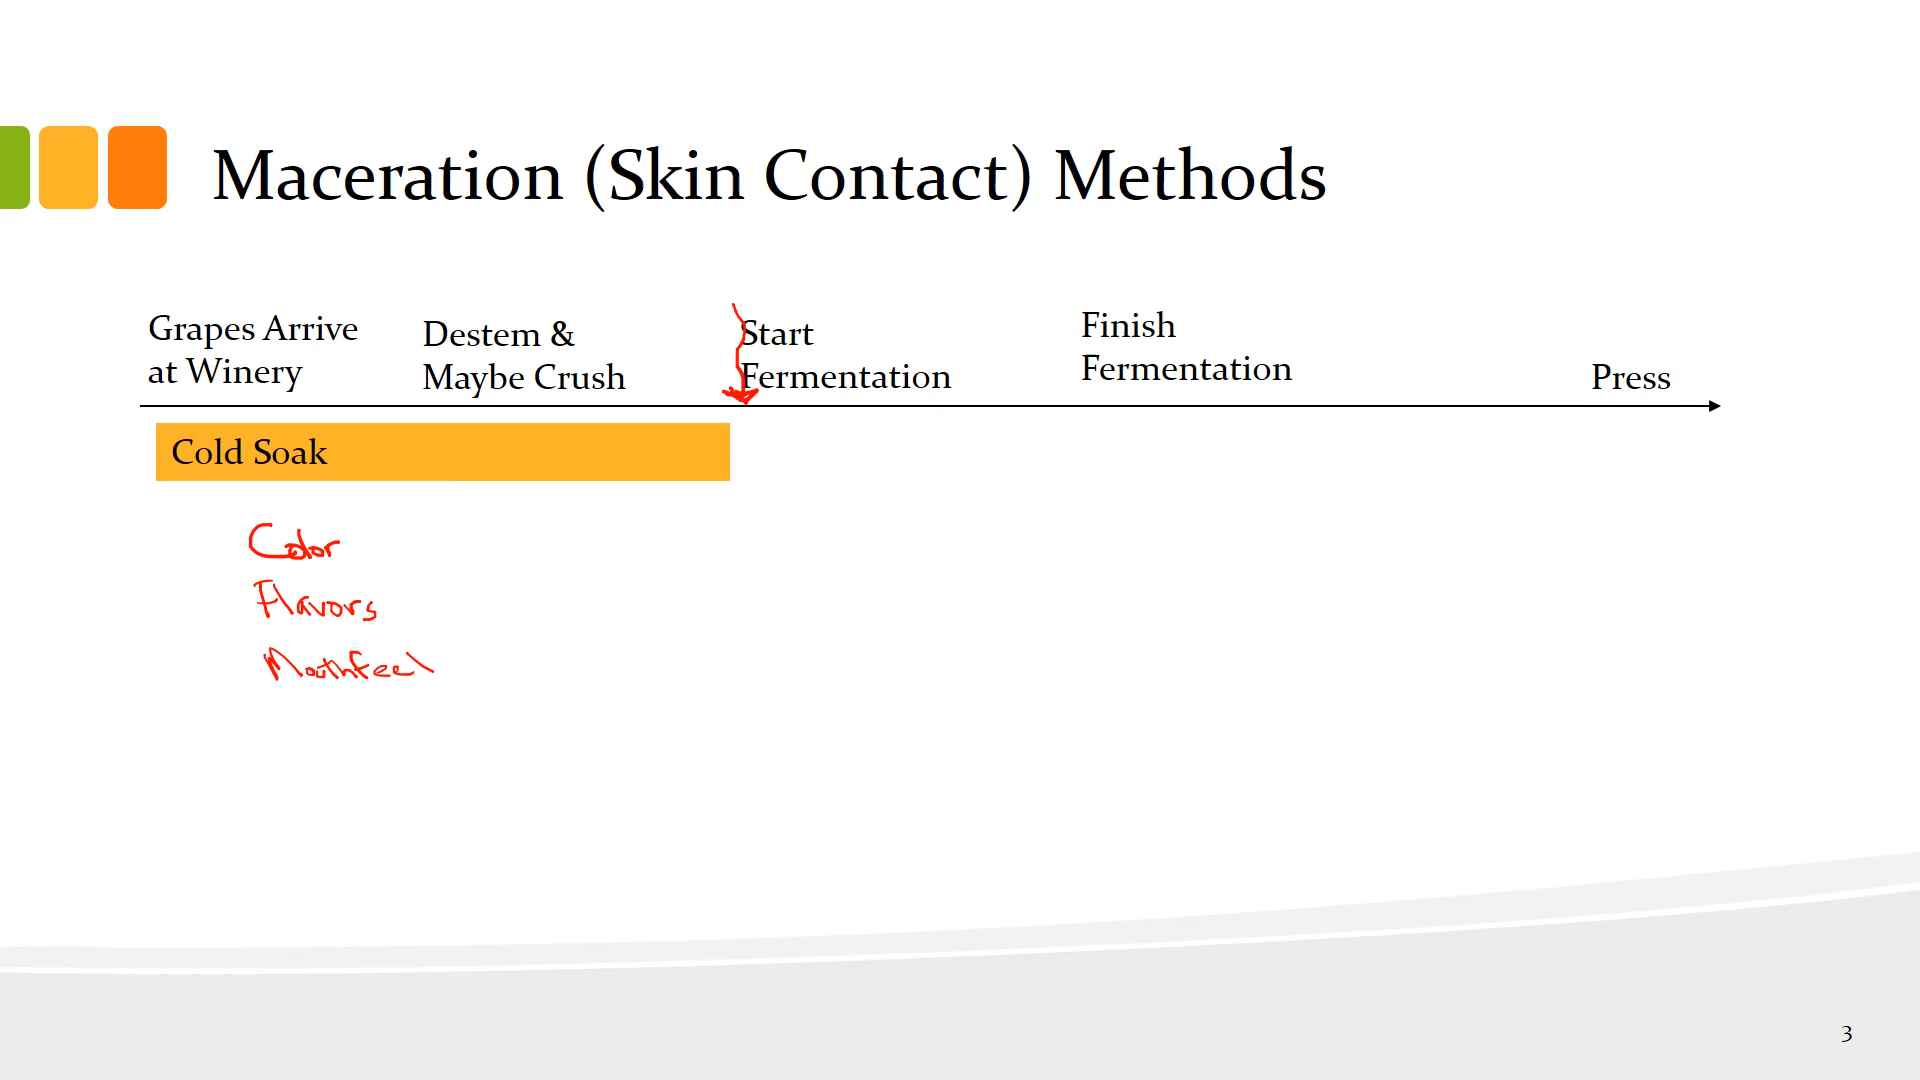 Maceration (Skin Contact) Methods
Grapes Arrive
at Winery
Destem &
Maybe Crush
Start
Fermentation
Finish
Fermentation
Press
Cold Soak
Color
Flavors
Mouthfeel
3